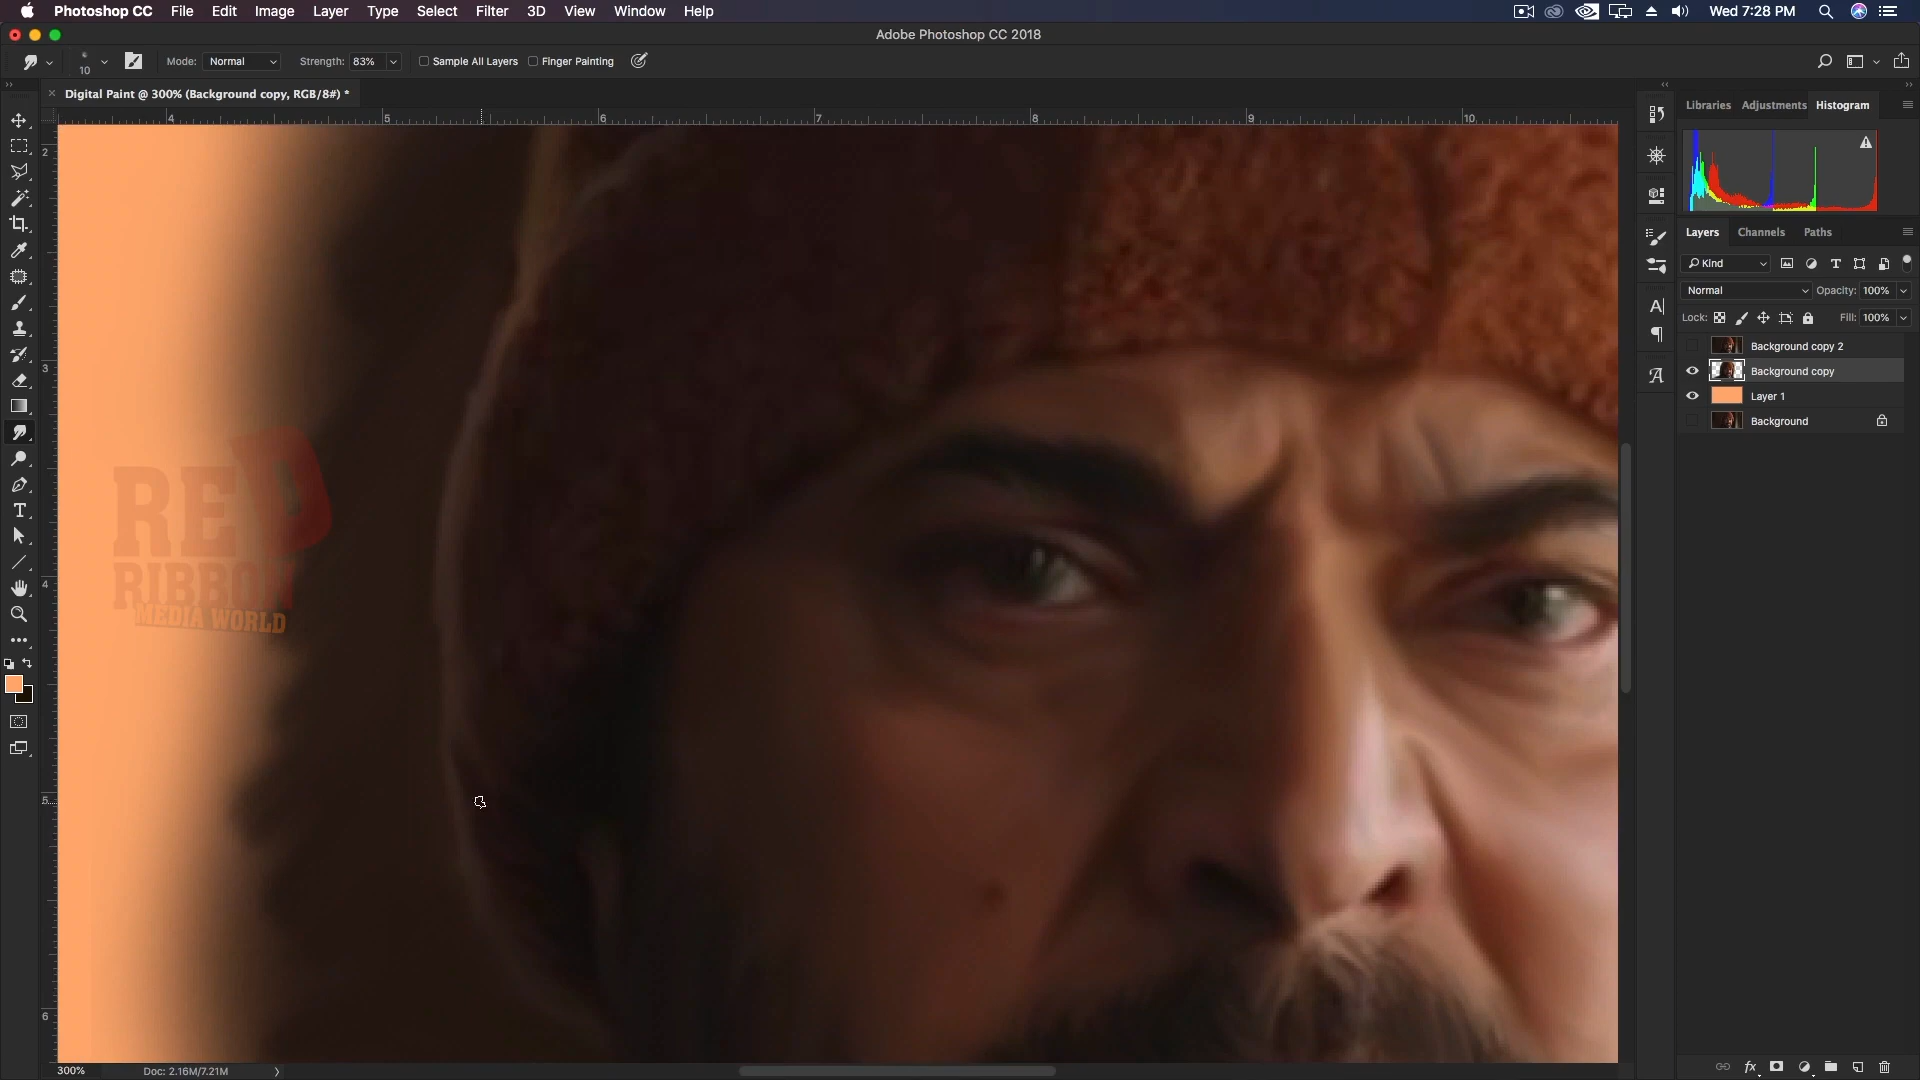 Photoshop CC File Edit Image Layer Type Select Filter 3D View Window Help Wed 7:28 PM
Adobe Photoshop CC 2018
10 Mode: Normal Strength: 83% Sample All Layers Finger Painting
Digital Paint @ 300% (Background copy, RGB/8#) *
4 5 6 7 8 9 10
2
3
4
5
6
RED
RIBBON
MEDIA WORLD
Libraries Adjustments Histogram
Layers Channels Paths
Kind
Normal Opacity: 100%
Lock: Fill: 100%
Background copy 2
Background copy
Layer 1
Background
300% Doc: 2.16M/7.21M